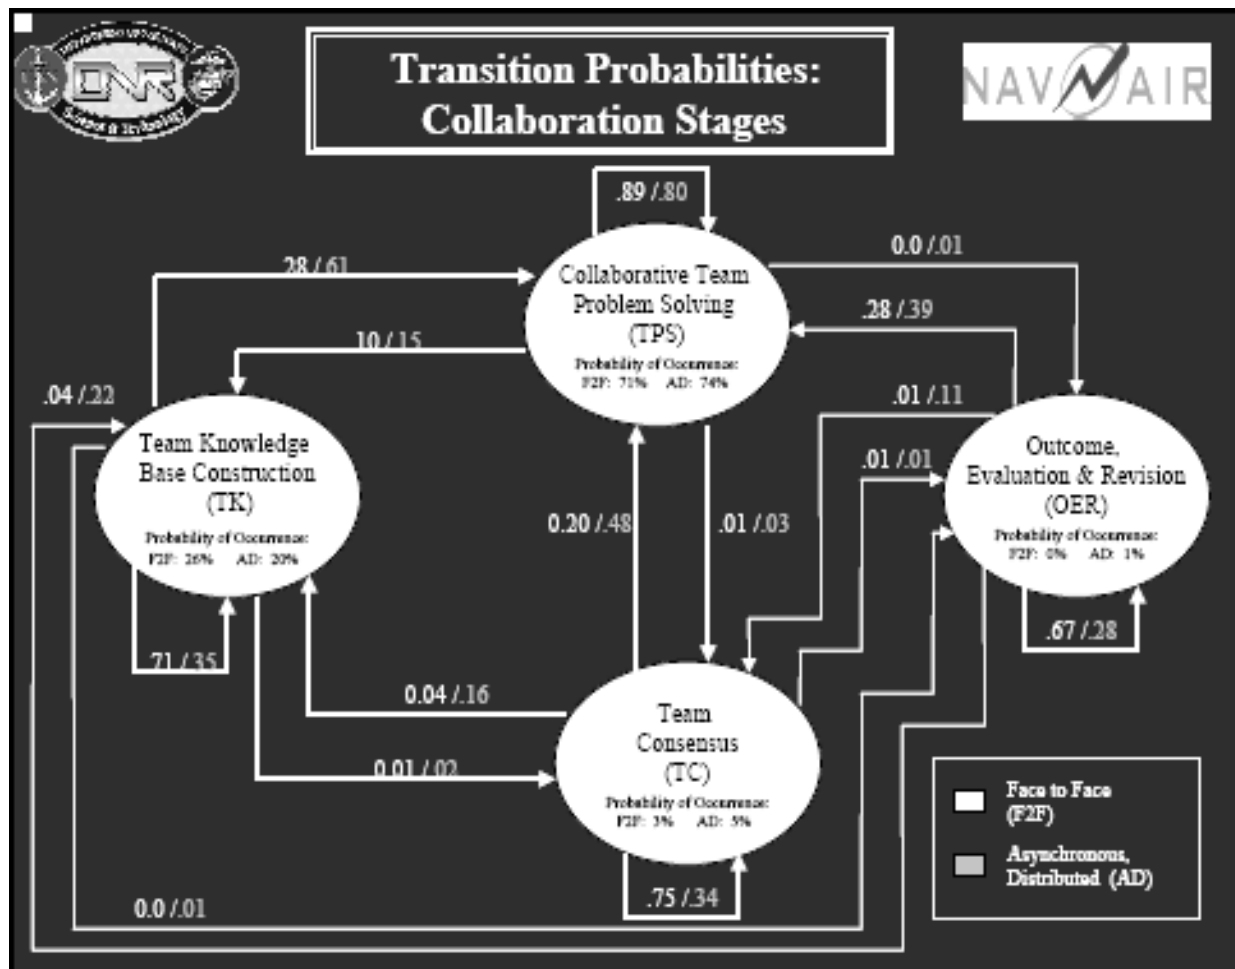 ONR
Science & Technology
Transition Probabilities:
Collaboration Stages
NAVAIR
.89 /.80
0.0 /.01
.28 / .61
Collaborative Team
Problem Solving
(TPS)
Probability of Occurrence:
F2F: 71% AD: 74%
.28 /.39
.10 / .15
.04 /.22
.01 /.11
Team Knowledge
Base Construction
(TK)
Probability of Occurrence:
F2F: 26% AD: 20%
Outcome,
Evaluation & Revision
(OER)
Probability of Occurrence:
F2F: 0% AD: 1%
.01 /.01
0.20 /.48
.01 /.03
.67 /.28
.71 / .35
0.04 /.16
Team
Consensus
(TC)
Probability of Occurrence:
F2F: 3% AD: 5%
0.01 / .02
.75 /.34
0.0 /.01
Face to Face
(F2F)
Asynchronous,
Distributed (AD)